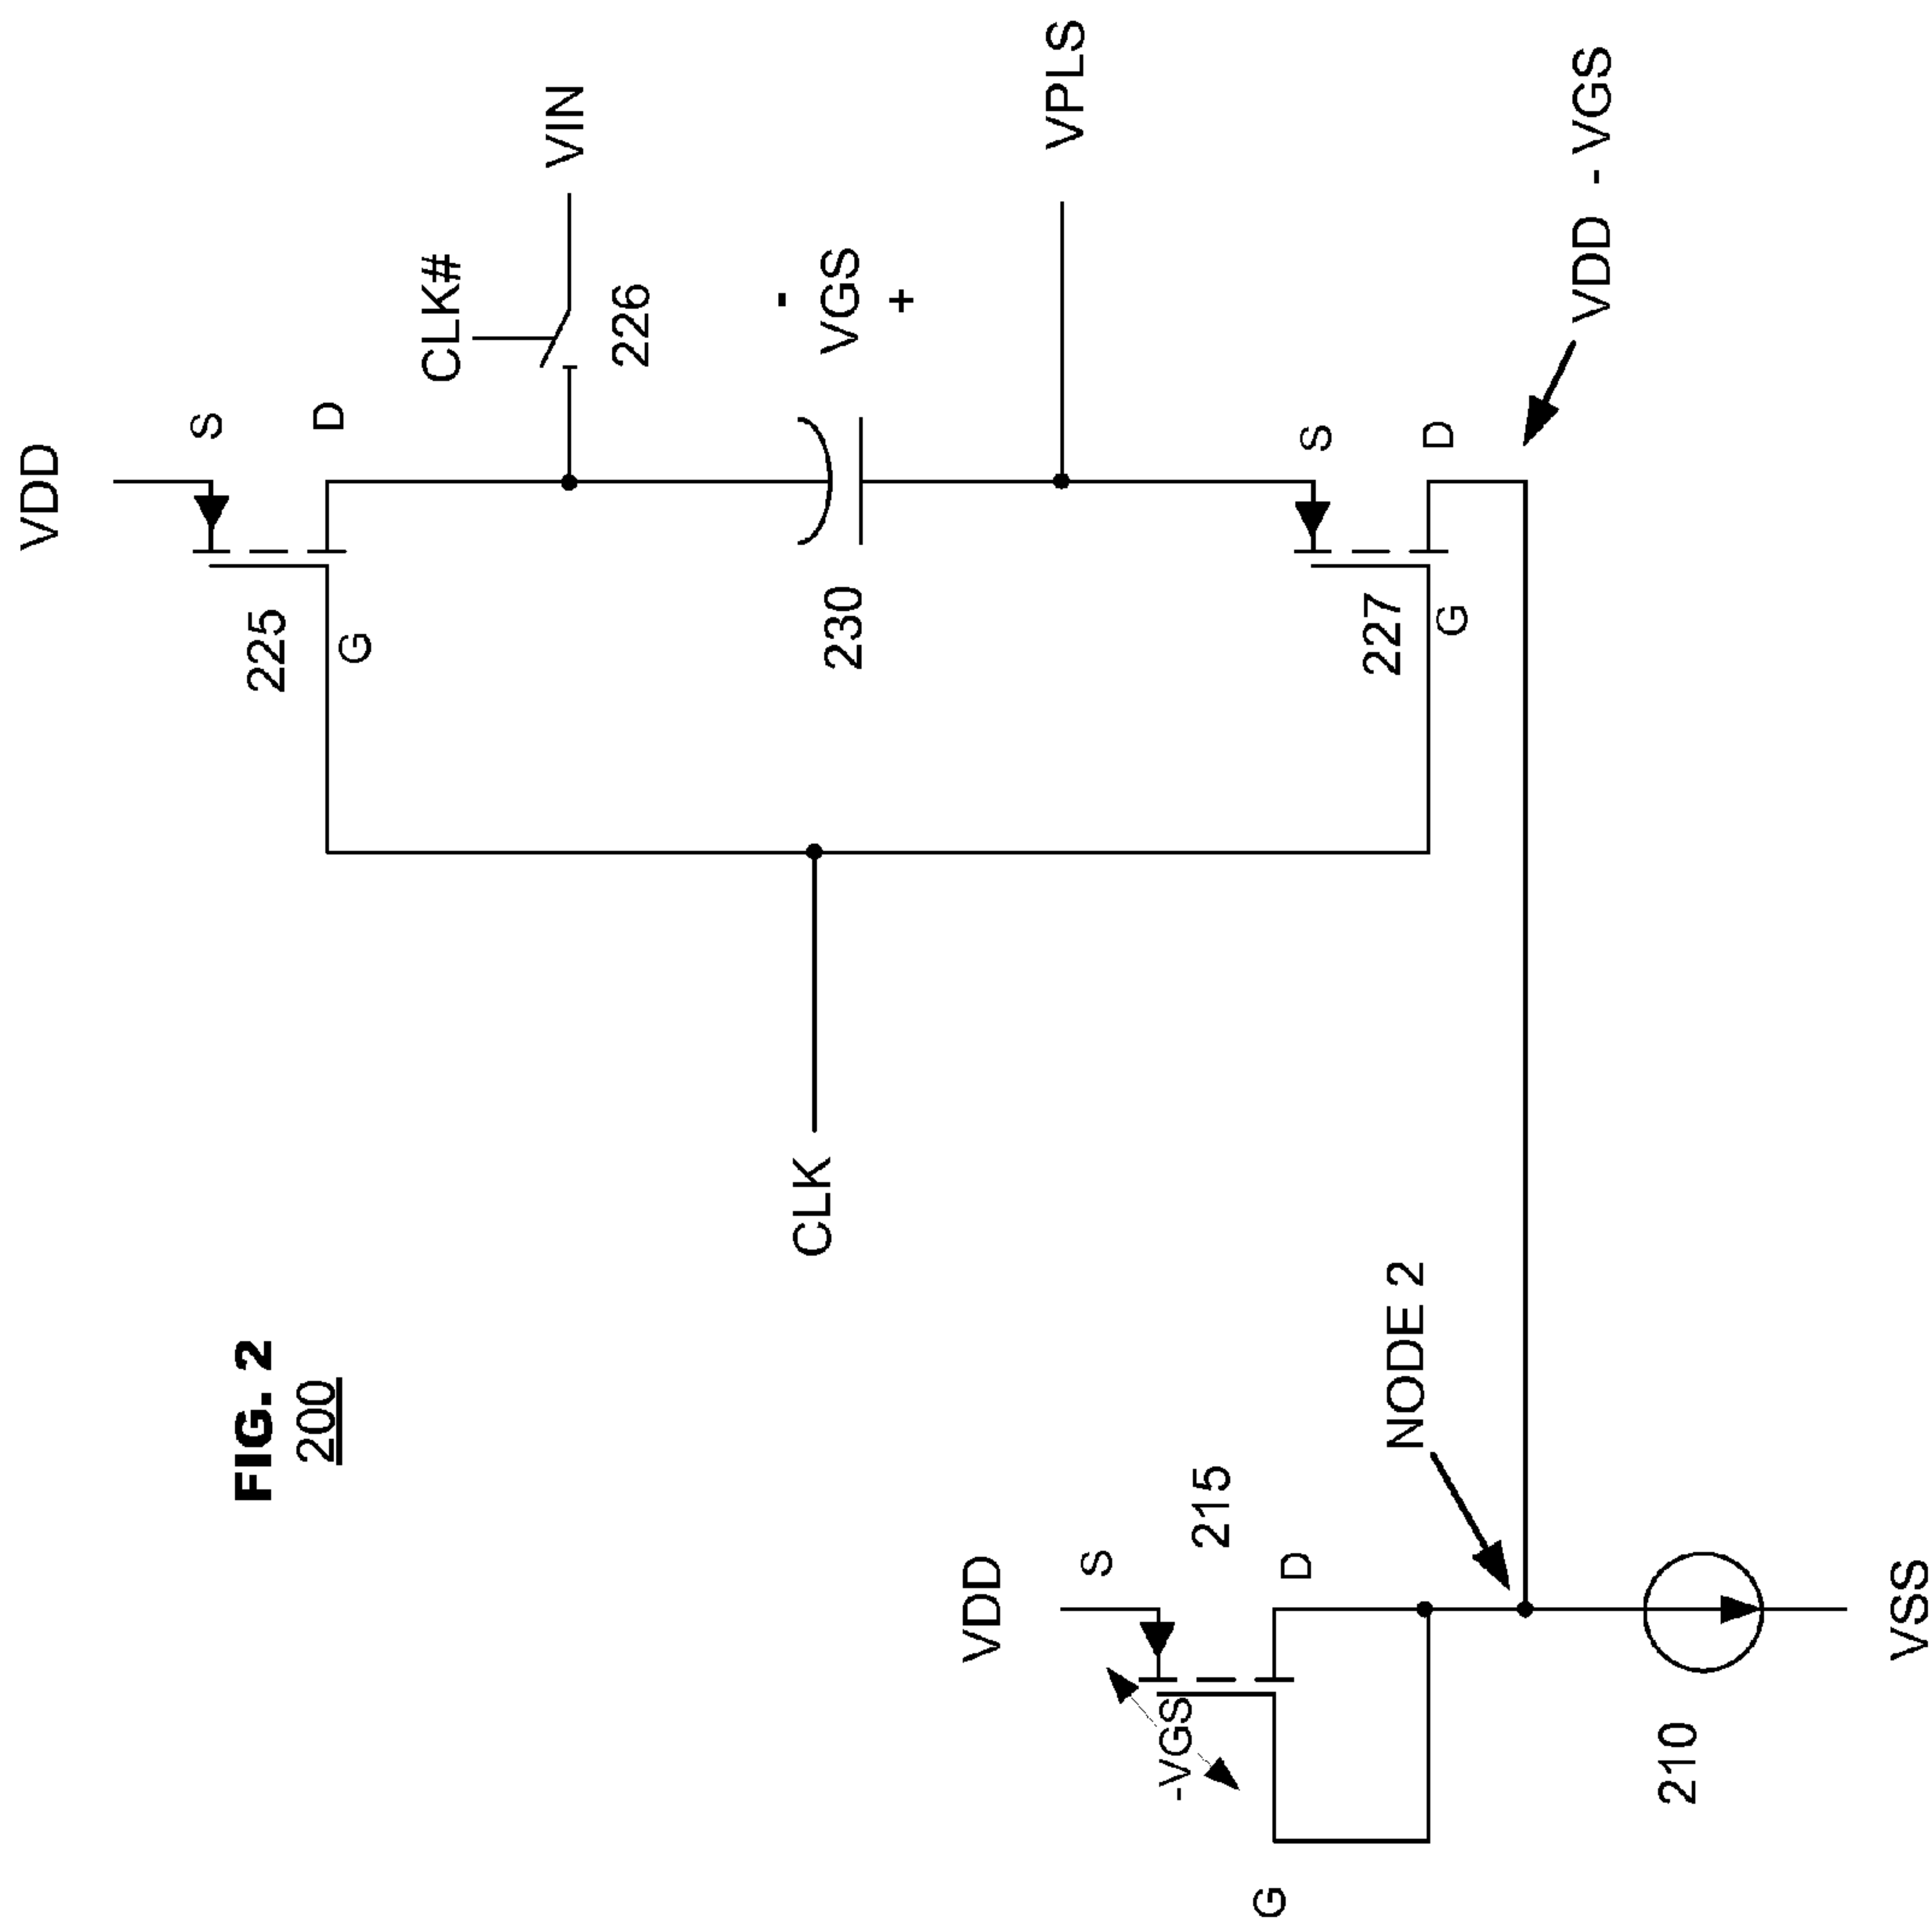 FIG. 2
200
VDD
S
225
D
G
CLK#
VIN
226
-
VGS
+
230
CLK
VPLS
S
227
D
G
VDD - VGS
VDD
S
215
-VGS
D
G
NODE 2
210
VSS